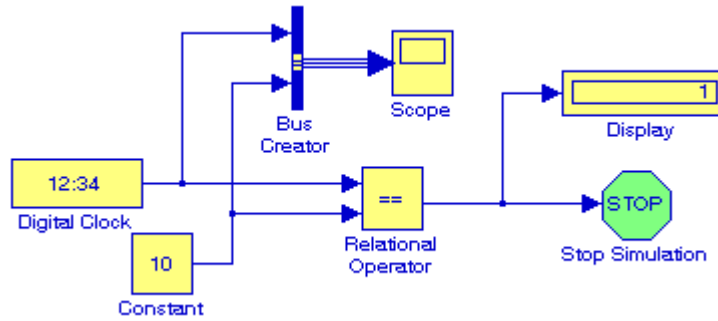 Bus
Creator
Scope
1
Display
12:34
Digital Clock
==
Relational
Operator
STOP
Stop Simulation
10
Constant